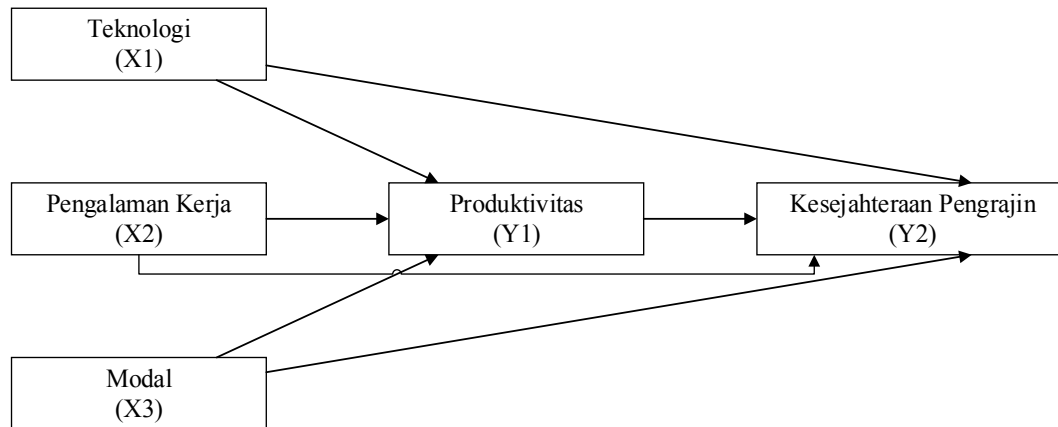 Teknologi
(X1)
Pengalaman Kerja
(X2)
Produktivitas
(Y1)
Kesejahteraan Pengrajin
(Y2)
Modal
(X3)